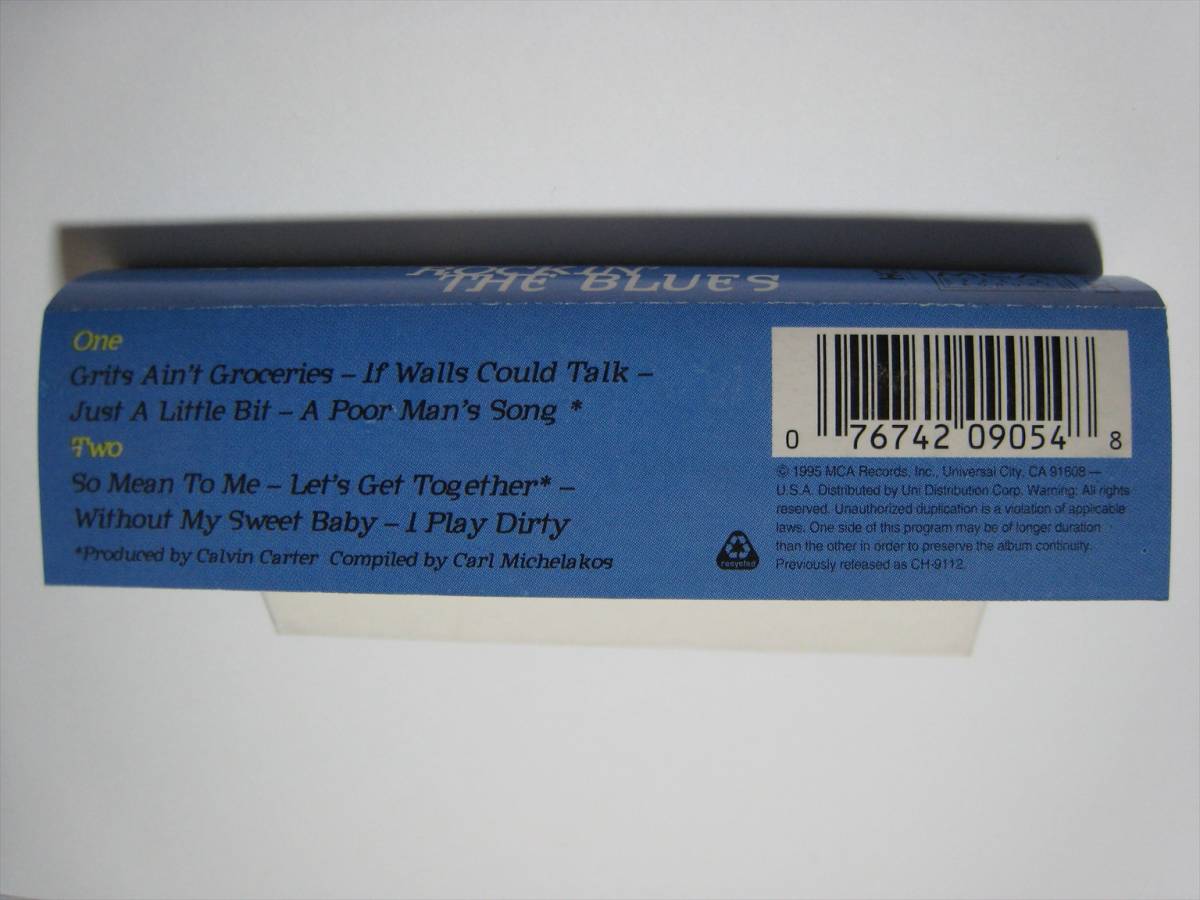 ROCKIN'
THE BLUES
One
Grits Ain't Groceries – If Walls Could Talk –
Just A Little Bit – A Poor Man's Song *
Two
So Mean To Me – Let's Get Together* –
Without My Sweet Baby – I Play Dirty
*Produced by Calvin Carter Compiled by Carl Michelakos
0 76742 09054 8
© 1995 MCA Records, Inc., Universal City, CA 91608 –
U.S.A. Distributed by Uni Distribution Corp. Warning: All rights
reserved. Unauthorized duplication is a violation of applicable
laws. One side of this program may be of longer duration
than the other in order to preserve the album continuity.
Previously released as CH-9112.
recycled